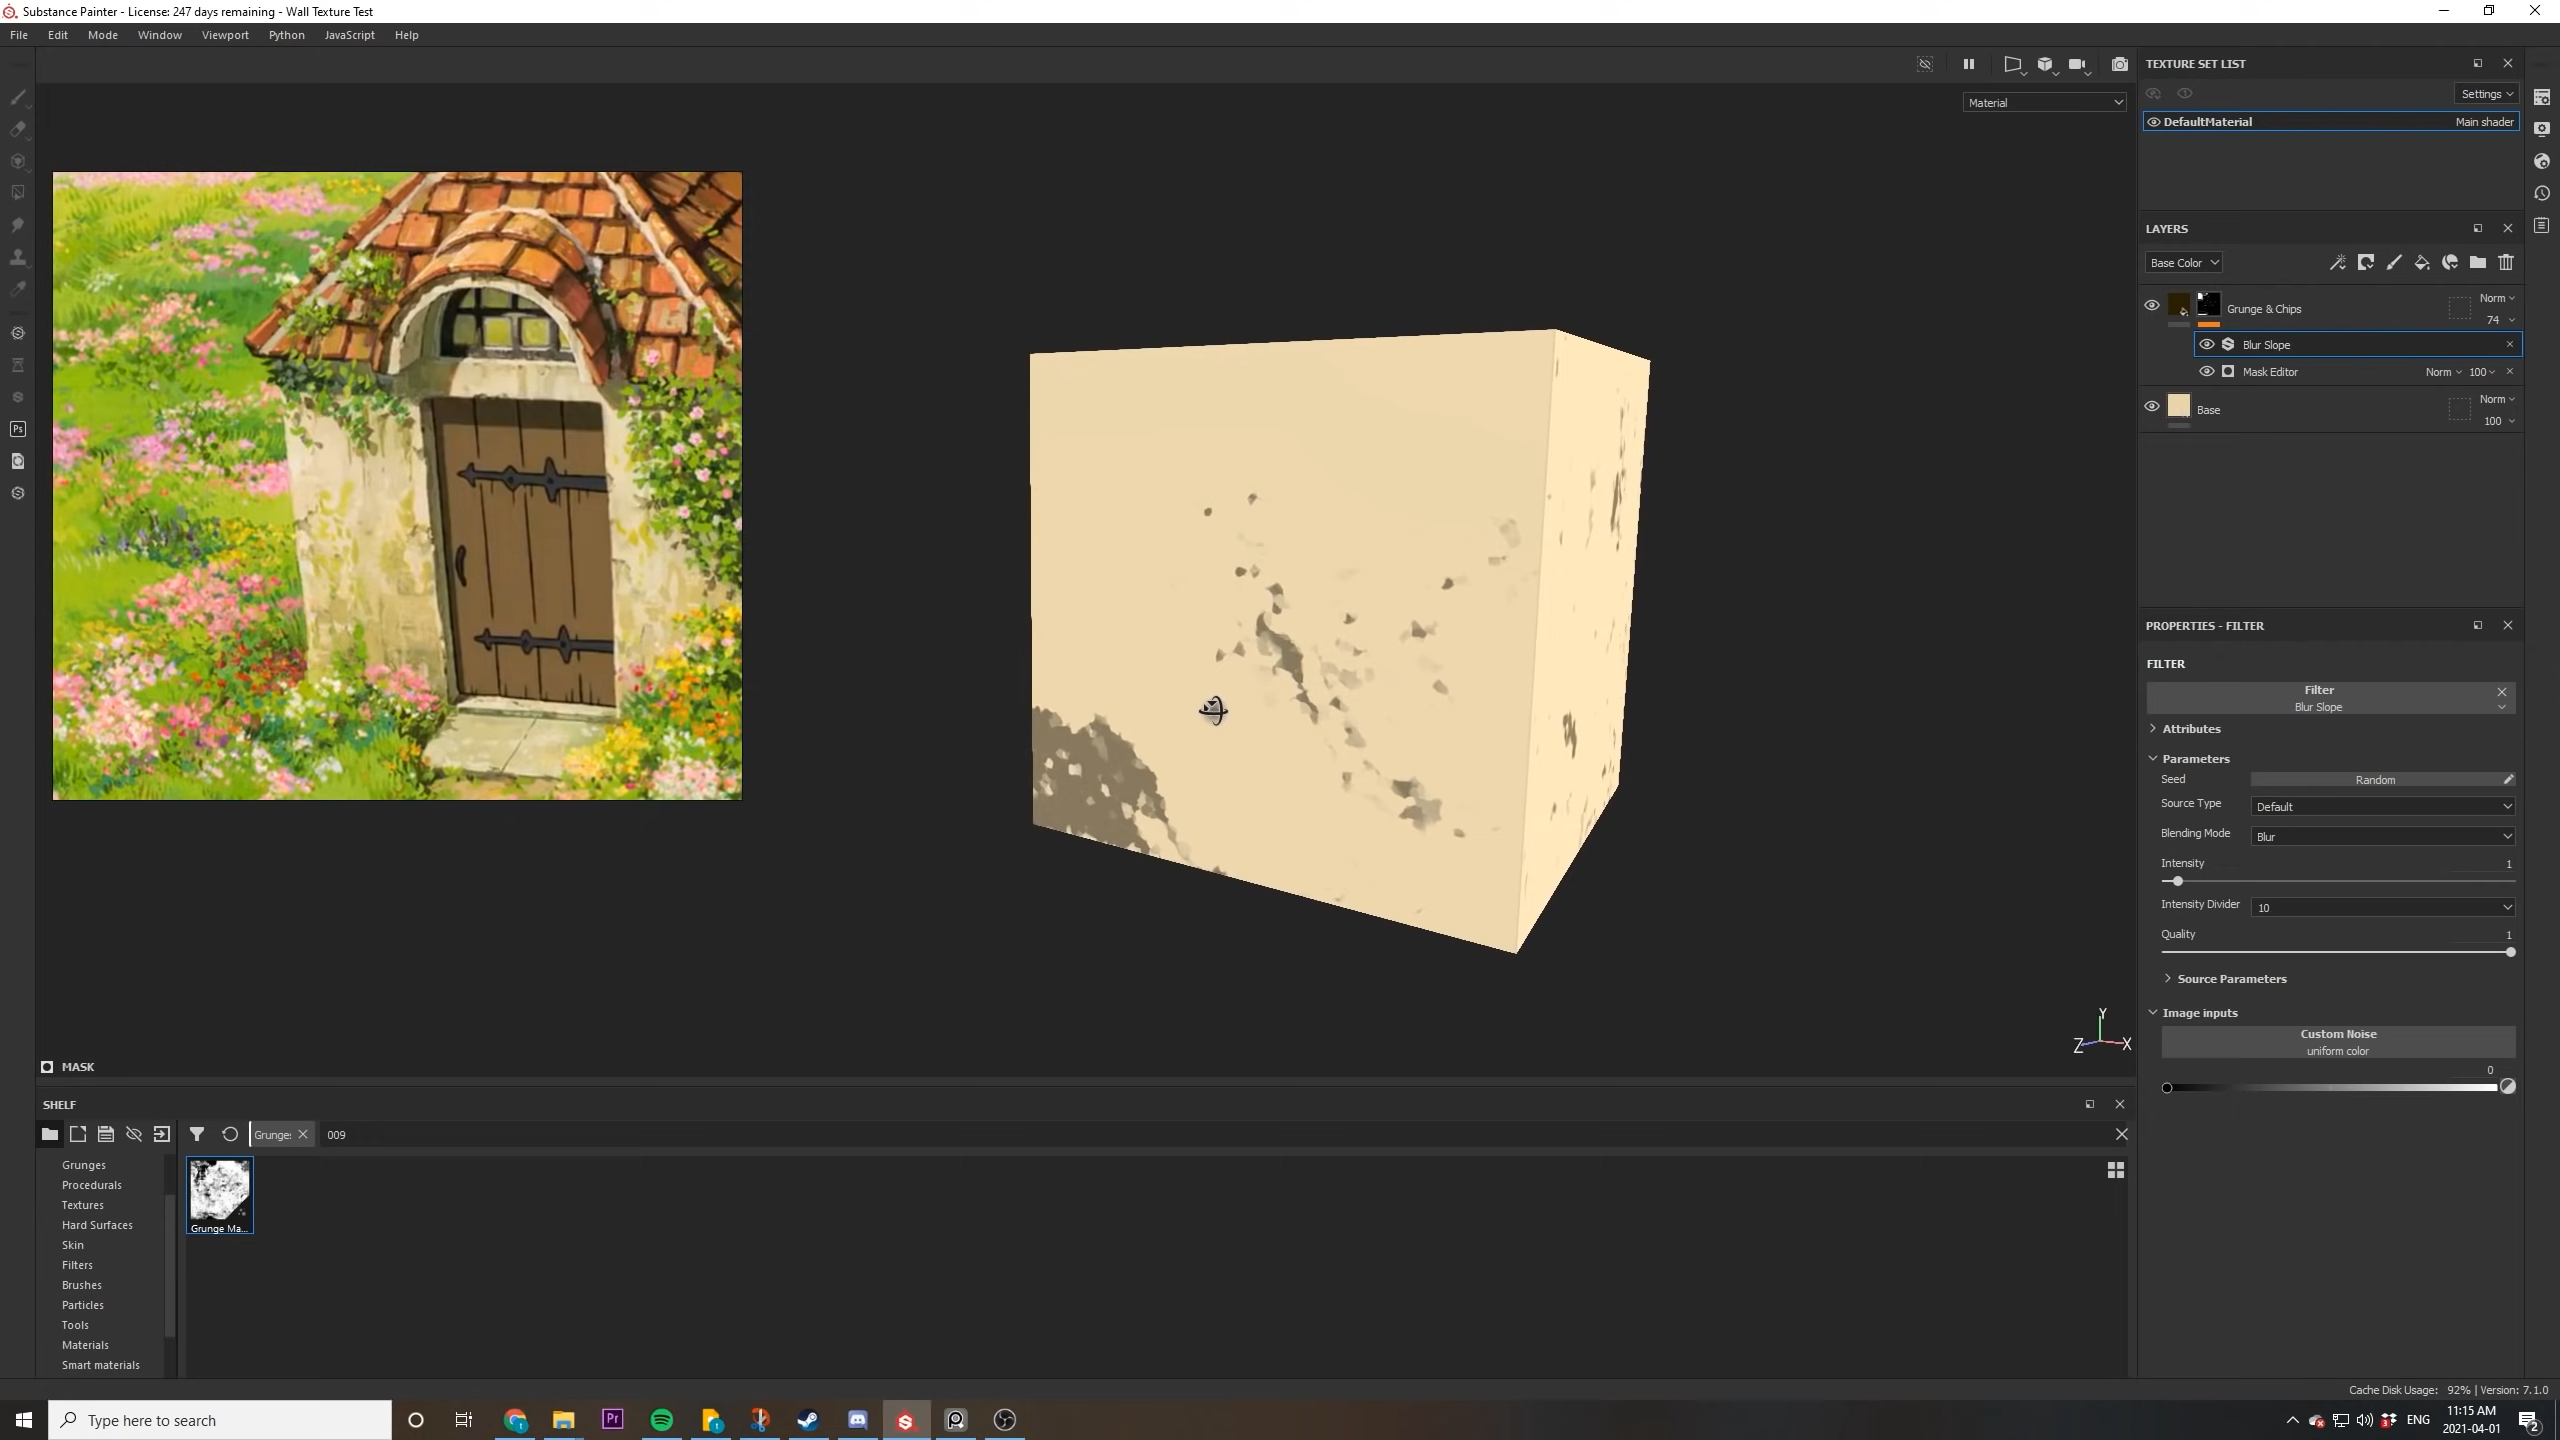 Substance Painter - License: 247 days remaining - Wall Texture Test
File Edit Mode Window Viewport Python JavaScript Help
Material
TEXTURE SET LIST
Settings
DefaultMaterial Main shader
LAYERS
Base Color
Grunge & Chips Norm
74
Blur Slope
Mask Editor Norm 100
Base Norm
100
PROPERTIES - FILTER
FILTER
Filter
Blur Slope
Attributes
Parameters
Seed Random
Source Type Default
Blending Mode Blur
Intensity 1
Intensity Divider 10
Quality 1
Source Parameters
Image inputs
Custom Noise
uniform color
0
Ps
Y
Z X
MASK
SHELF
Grunge: 009
Grunges
Procedurals
Textures
Hard Surfaces
Skin
Filters
Brushes
Particles
Tools
Materials
Smart materials
Grunge Ma...
Cache Disk Usage: 92% | Version: 7.1.0
Type here to search
Pr
ENG
11:15 AM
2021-04-01
2